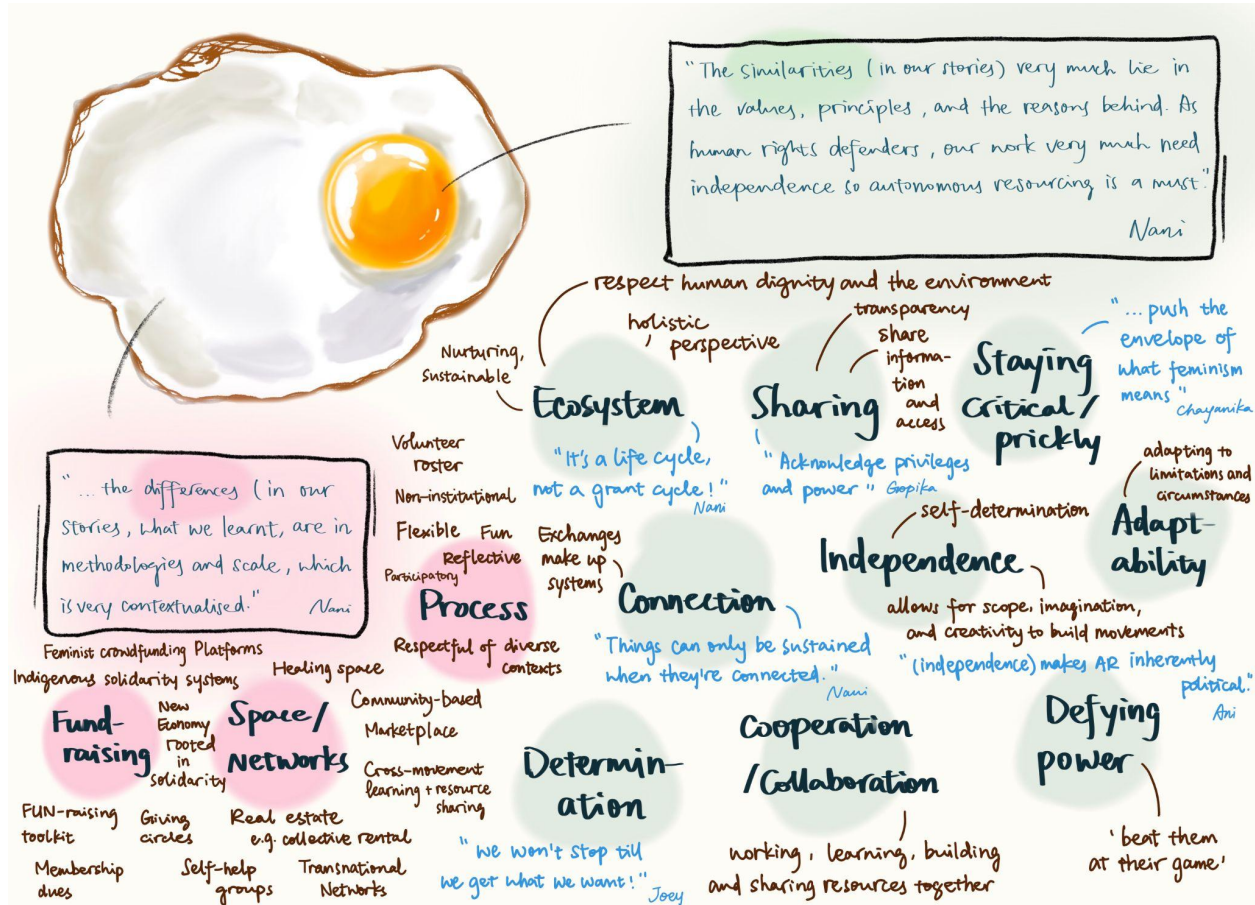 "The similarities (in our stories) very much lie in
the values, principles, and the reasons behind. As
human rights defenders, our work very much need
independence so autonomous resourcing is a must."
Nani
respect human dignity and the environment
holistic
perspective
Nurturing,
sustainable
Ecosystem
"It's a life cycle,
not a grant cycle!"
Nani
transparency
share
informa-
tion
and
access
Sharing
"Acknowledge privileges
and power"
Gopika
Staying
Critical/
prickly
"...push the
envelope of
what feminism
means"
Chayanika
adapting to
limitations and
circumstances
Adapt-
ability
"... the differences (in our
stories, what we learnt, are in
methodologies and scale, which
is very contextualised."
Nani
Volunteer
roster
Non-institutional
Flexible
Fun
Reflective
Participatory
Process
Respectful of diverse
contexts
Exchanges
make up
systems
Connection
"Things can only be sustained
when they're connected."
Nani
self-determination
Independence
allows for scope, imagination,
and creativity to build movements
"(independence) makes AR inherently
political."
Ani
Feminist crowdfunding Platforms
Indigenous solidarity systems
Fund-
raising
New
Economy
rooted
in
solidarity
FUN-raising
toolkit
Giving
circles
Membership
dues
Healing space
Space/
Networks
Community-based
Marketplace
Cross-movement
learning + resource
sharing
Real estate
e.g. collective rental
Self-help
groups
Transnational
Networks
Determin-
ation
"We won't stop till
we get what we want!"
Joey
Cooperation
/Collaboration
working, learning, building
and sharing resources together
Defying
power
'beat them
at their game'